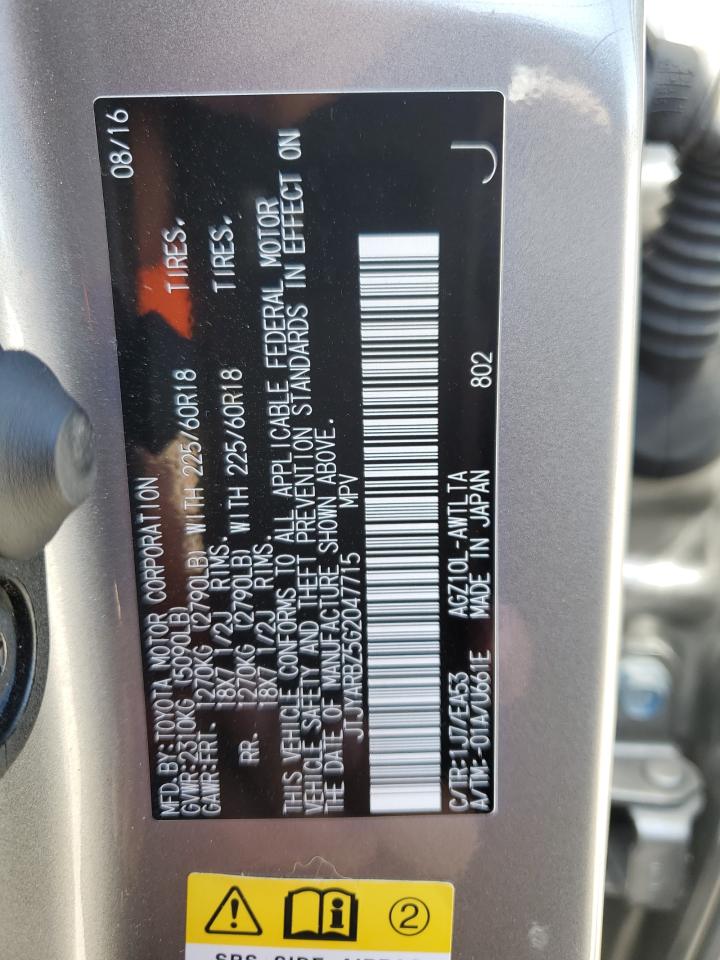 MFD.BY:TOYOTA MOTOR CORPORATION 08/16
GVWR:2310KG (5090LB)
GAWR:FRT. 1270KG (2790LB) WITH 225/60R18 TIRES.
18X7 1/2J RIMS.
RR. 1270KG (2790LB) WITH 225/60R18 TIRES.
18X7 1/2J RIMS.
THIS VEHICLE CONFORMS TO ALL APPLICABLE FEDERAL MOTOR
VEHICLE SAFETY AND THEFT PREVENTION STANDARDS IN EFFECT ON
THE DATE OF MANUFACTURE SHOWN ABOVE.
JTJYARBZ5G2047715 MPV
J
C/TR:1J7/EA53 AGZ10L-AWTLTA 802
A/TM:-01A/U661E MADE IN JAPAN
2
SRS SIDE